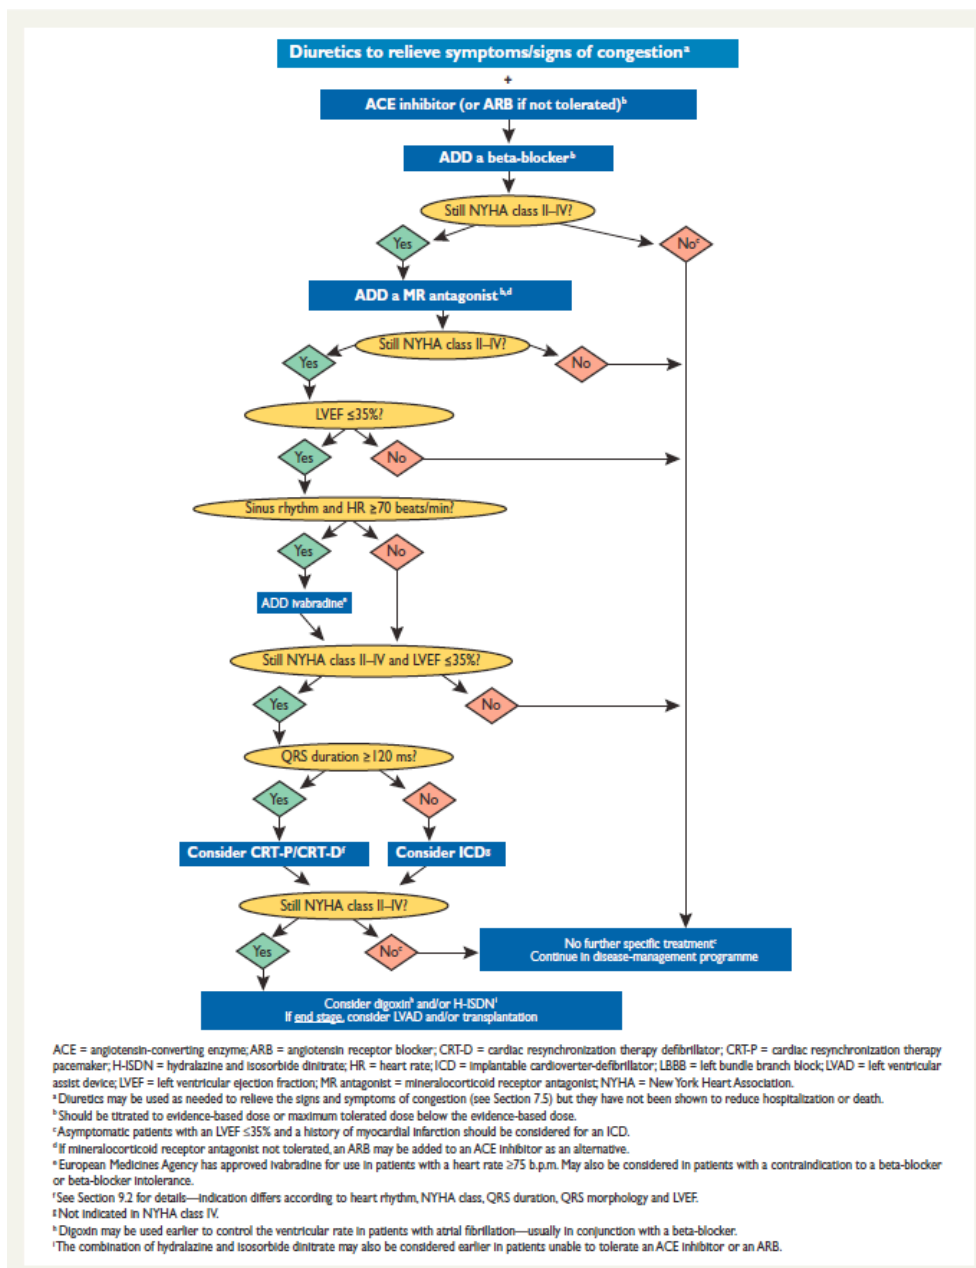 Diuretics to relieve symptoms/signs of congestionᵃ
+
ACE inhibitor (or ARB if not tolerated)ᵇ
ADD a beta-blockerᵇ
Still NYHA class II–IV?
Yes
Noᶜ
ADD a MR antagonistᵇ,ᵈ
Still NYHA class II–IV?
Yes
No
LVEF ≤35%?
Yes
No
Sinus rhythm and HR ≥70 beats/min?
Yes
No
ADD ivabradineᵉ
Still NYHA class II–IV and LVEF ≤35%?
Yes
No
QRS duration ≥120 ms?
Yes
No
Consider CRT-P/CRT-Dᶠ
Consider ICDᵍ
Still NYHA class II–IV?
Yes
Noᶜ
No further specific treatmentᶜ
Continue in disease-management programme
Consider digoxinʰ and/or H-ISDNⁱ
If end stage, consider LVAD and/or transplantation
ACE = angiotensin-converting enzyme; ARB = angiotensin receptor blocker; CRT-D = cardiac resynchronization therapy defibrillator; CRT-P = cardiac resynchronization therapy
pacemaker; H-ISDN = hydralazine and isosorbide dinitrate; HR = heart rate; ICD = implantable cardioverter-defibrillator; LBBB = left bundle branch block; LVAD = left ventricular
assist device; LVEF = left ventricular ejection fraction; MR antagonist = mineralocorticoid receptor antagonist; NYHA = New York Heart Association.
ᵃDiuretics may be used as needed to relieve the signs and symptoms of congestion (see Section 7.5) but they have not been shown to reduce hospitalization or death.
ᵇShould be titrated to evidence-based dose or maximum tolerated dose below the evidence-based dose.
ᶜAsymptomatic patients with an LVEF ≤35% and a history of myocardial infarction should be considered for an ICD.
ᵈIf mineralocorticoid receptor antagonist not tolerated, an ARB may be added to an ACE inhibitor as an alternative.
ᵉEuropean Medicines Agency has approved ivabradine for use in patients with a heart rate ≥75 b.p.m. May also be considered in patients with a contraindication to a beta-blocker
or beta-blocker intolerance.
ᶠSee Section 9.2 for details—indication differs according to heart rhythm, NYHA class, QRS duration, QRS morphology and LVEF.
ᵍNot indicated in NYHA class IV.
ʰDigoxin may be used earlier to control the ventricular rate in patients with atrial fibrillation—usually in conjunction with a beta-blocker.
ⁱThe combination of hydralazine and isosorbide dinitrate may also be considered earlier in patients unable to tolerate an ACE inhibitor or an ARB.